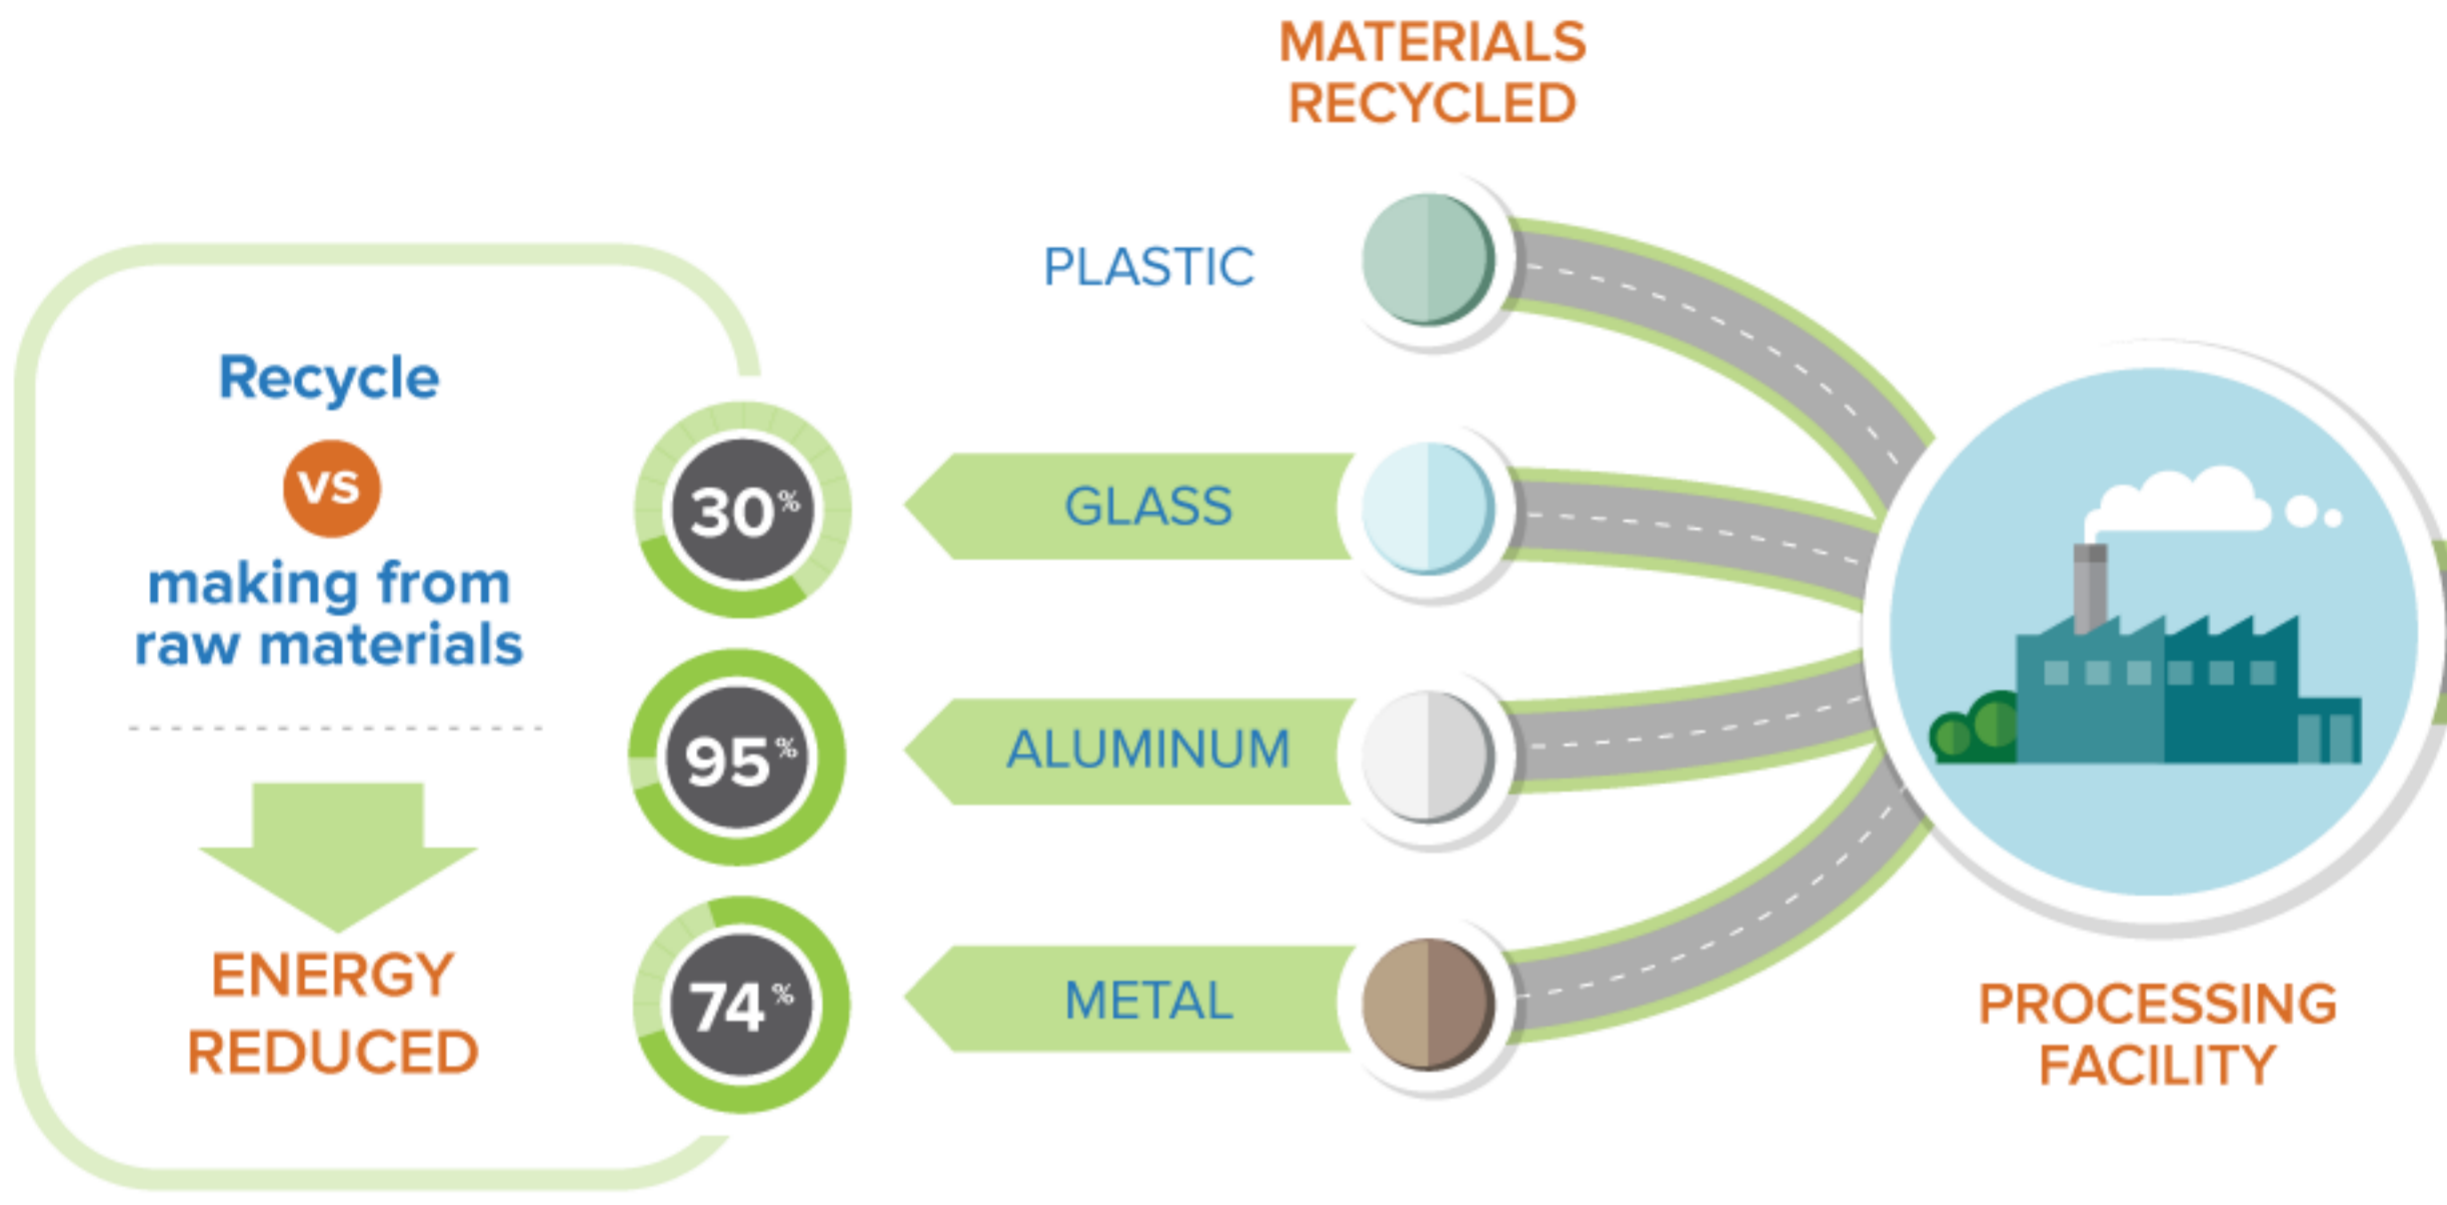 MATERIALS
RECYCLED
PLASTIC
Recycle
VS
making from
raw materials
ENERGY
REDUCED
30%
GLASS
95%
ALUMINUM
74%
METAL
PROCESSING
FACILITY